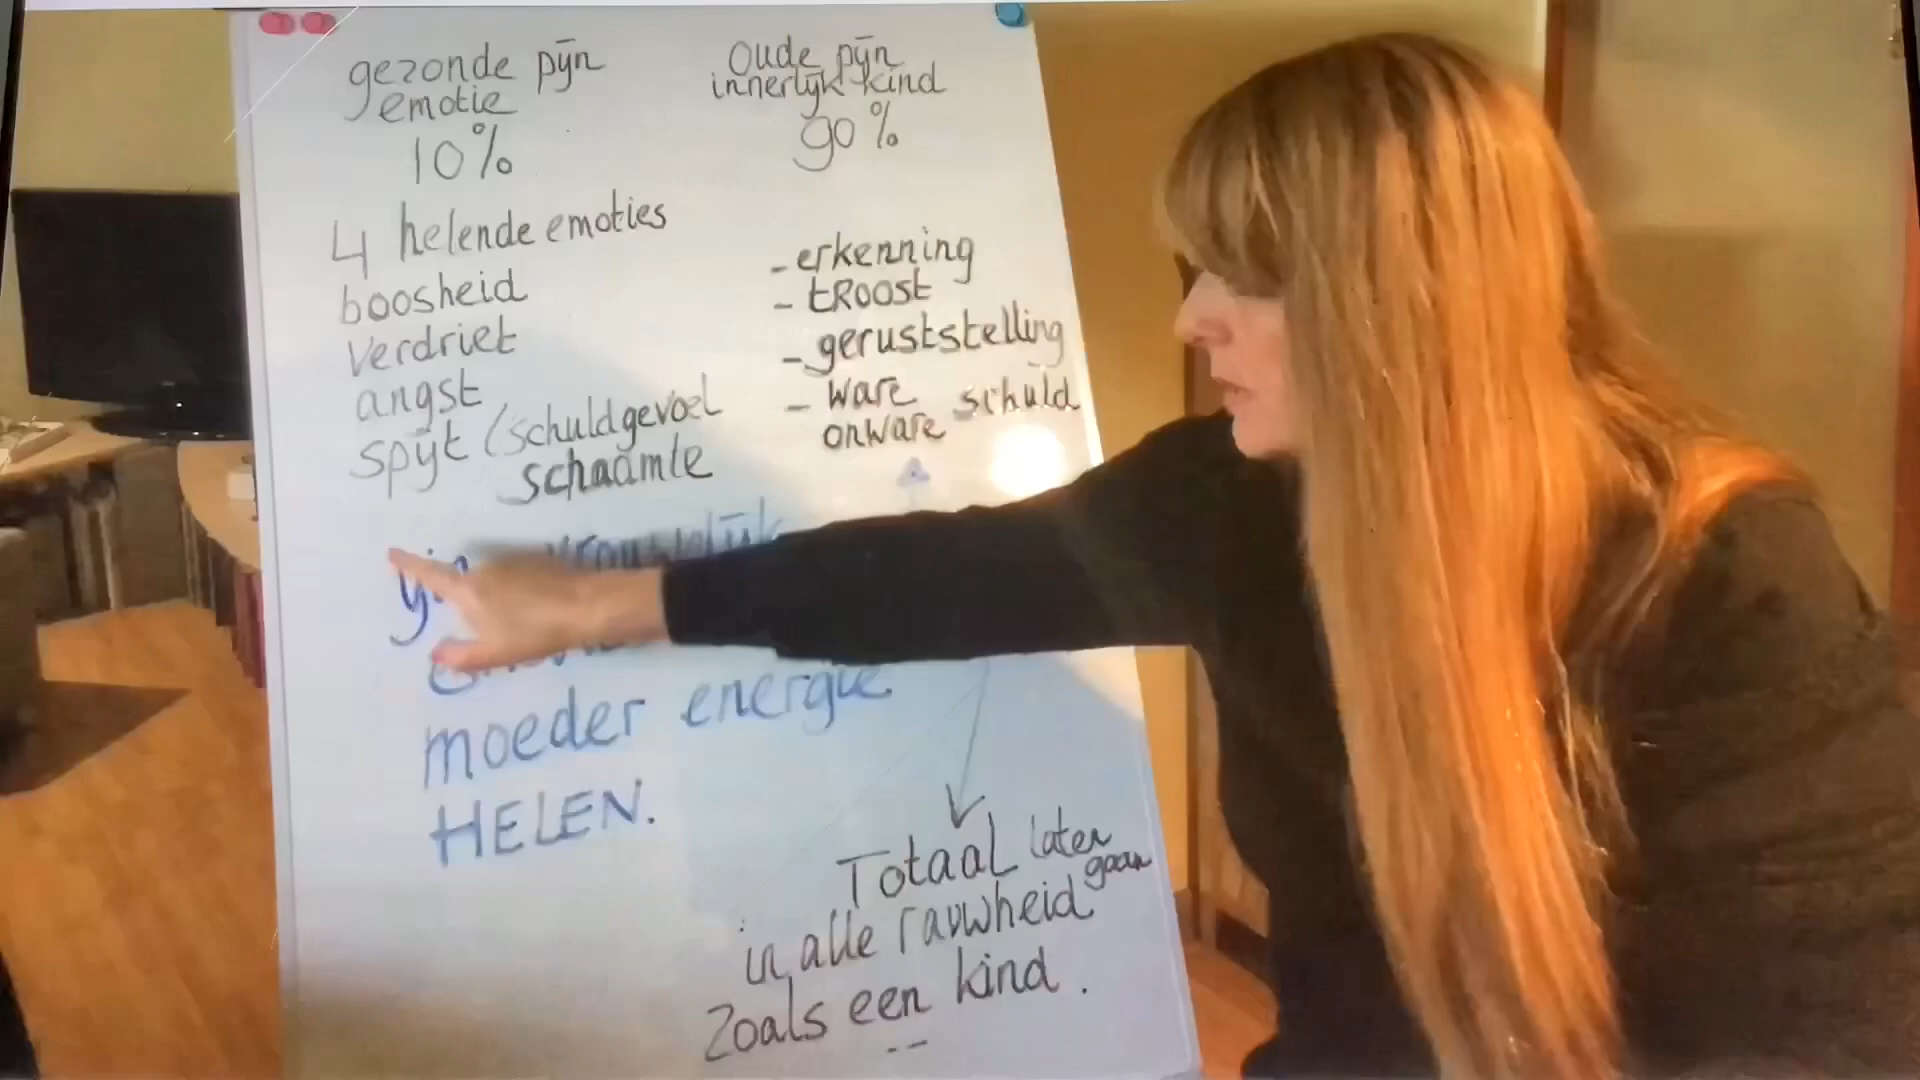 gezonde pijn
emotie
10%
4 helende emoties
boosheid
verdriet
angst
spijt (schuldgevoel
schaamte
moeder energie
HELEN.
oude pijn
innerlijk kind
90%
- erkenning
- tRoost
- geruststelling
- ware schuld
onware
Totaal laten
gaan
in alle rauwheid
Zoals een kind.